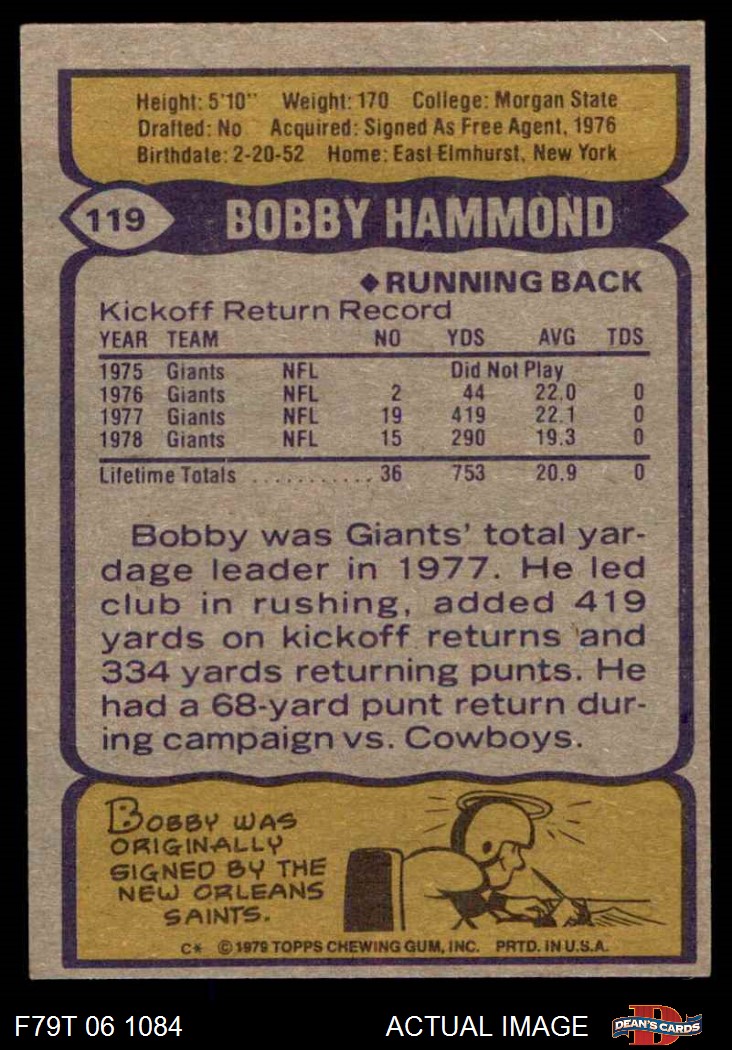 Height: 5'10" Weight: 170 College: Morgan State
Drafted: No Acquired: Signed As Free Agent, 1976
Birthdate: 2-20-52 Home: East Elmhurst, New York
119 BOBBY HAMMOND
◆RUNNING BACK
Kickoff Return Record
YEAR TEAM NO YDS AVG TDS
1975 Giants NFL Did Not Play
1976 Giants NFL 2 44 22.0 0
1977 Giants NFL 19 419 22.1 0
1978 Giants NFL 15 290 19.3 0
Lifetime Totals ........... 36 753 20.9 0
Bobby was Giants' total yar-
dage leader in 1977. He led
club in rushing, added 419
yards on kickoff returns and
334 yards returning punts. He
had a 68-yard punt return dur-
ing campaign vs. Cowboys.
BOBBY WAS
ORIGINALLY
SIGNED BY THE
NEW ORLEANS
SAINTS.
C* © 1979 TOPPS CHEWING GUM, INC. PRTD. IN U.S.A.
F79T 06 1084 ACTUAL IMAGE DEAN'S CARDS